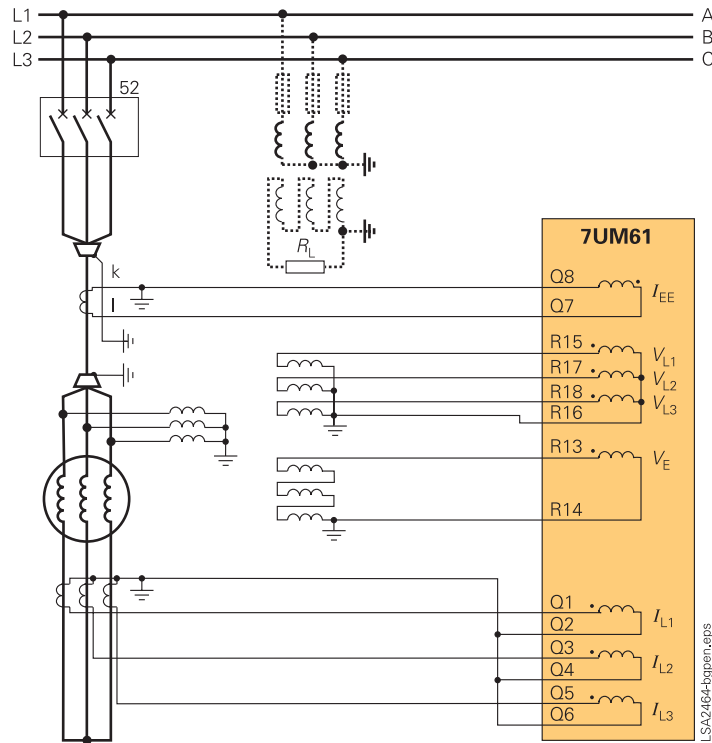 L1 A
L2 B
L3 C
52
R_L
k
l
7UM61
Q8
Q7
I_EE
R15 V_L1
R17 V_L2
R18 V_L3
R16
R13 V_E
R14
Q1
Q2 I_L1
Q3
Q4 I_L2
Q5
Q6 I_L3
LSA2464-bgpen.eps